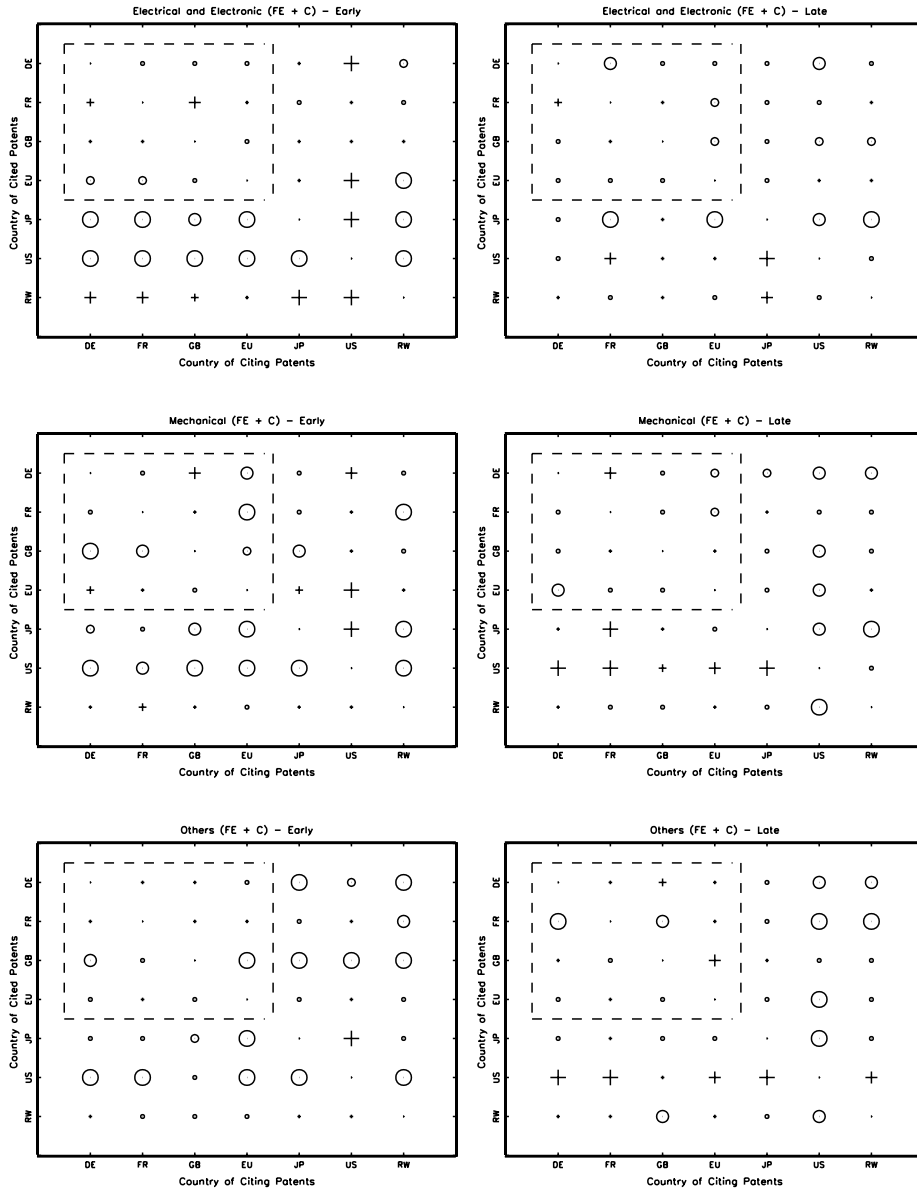 Electrical and Electronic (FE + C) – Early
Country of Cited Patents
DE
FR
GB
EU
JP
US
RW
DE FR GB EU JP US RW
Country of Citing Patents
Electrical and Electronic (FE + C) – Late
Country of Cited Patents
DE
FR
GB
EU
JP
US
RW
DE FR GB EU JP US RW
Country of Citing Patents
Mechanical (FE + C) – Early
Country of Cited Patents
DE
FR
GB
EU
JP
US
RW
DE FR GB EU JP US RW
Country of Citing Patents
Mechanical (FE + C) – Late
Country of Cited Patents
DE
FR
GB
EU
JP
US
RW
DE FR GB EU JP US RW
Country of Citing Patents
Others (FE + C) – Early
Country of Cited Patents
DE
FR
GB
EU
JP
US
RW
DE FR GB EU JP US RW
Country of Citing Patents
Others (FE + C) – Late
Country of Cited Patents
DE
FR
GB
EU
JP
US
RW
DE FR GB EU JP US RW
Country of Citing Patents